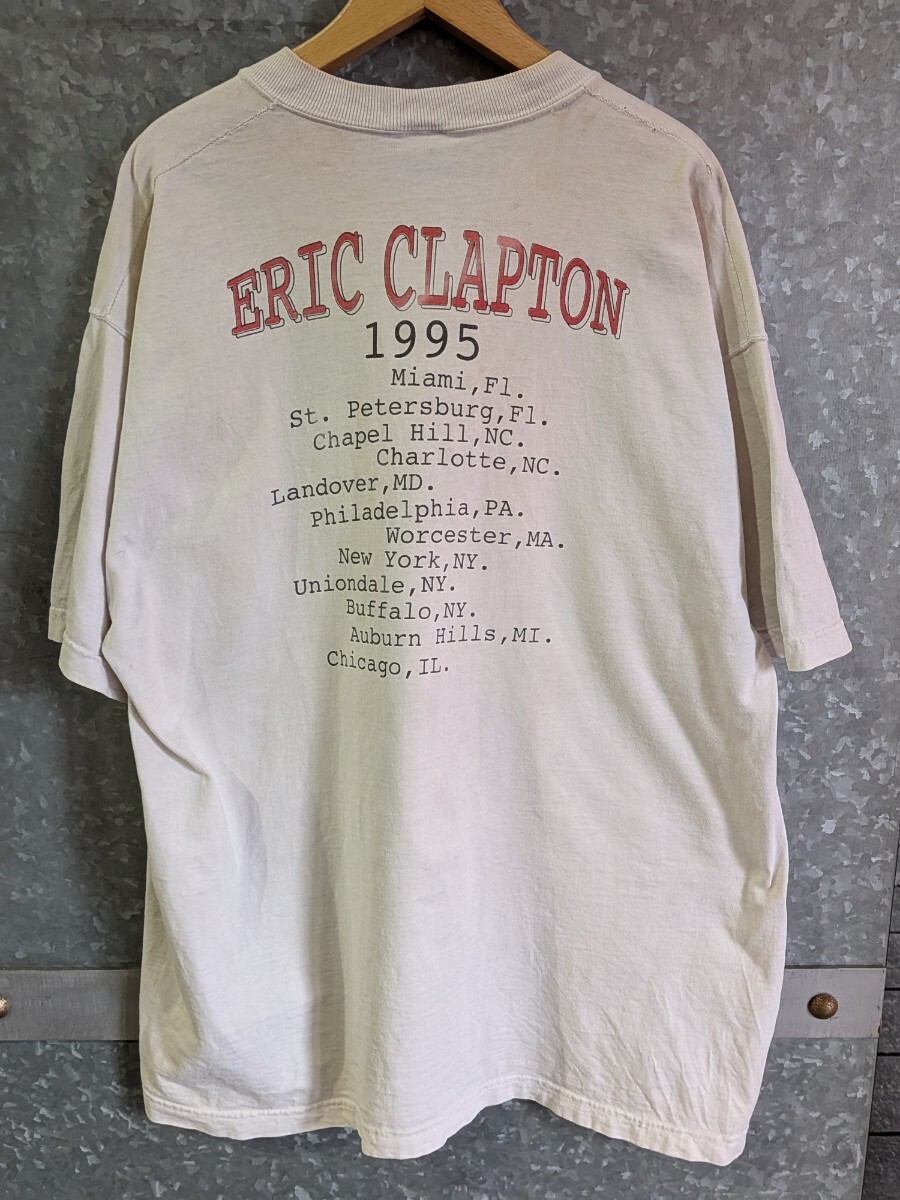 ERIC CLAPTON
1995
Miami,Fl.
St. Petersburg,Fl.
Chapel Hill,NC.
Charlotte,NC.
Landover,MD.
Philadelphia,PA.
Worcester,MA.
New York,NY.
Uniondale,NY.
Buffalo,NY.
Auburn Hills,MI.
Chicago,IL.